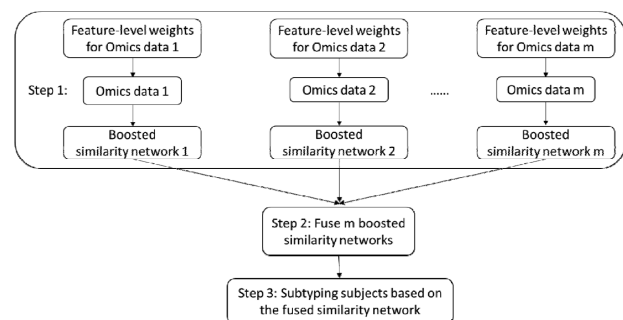 Feature-level weights
for Omics data 1
Feature-level weights
for Omics data 2
Feature-level weights
for Omics data m
Step 1:
Omics data 1
Omics data 2
......
Omics data m
Boosted
similarity network 1
Boosted
similarity network 2
Boosted
similarity network m
Step 2: Fuse m boosted
similarity networks
Step 3: Subtyping subjects based on
the fused similarity network